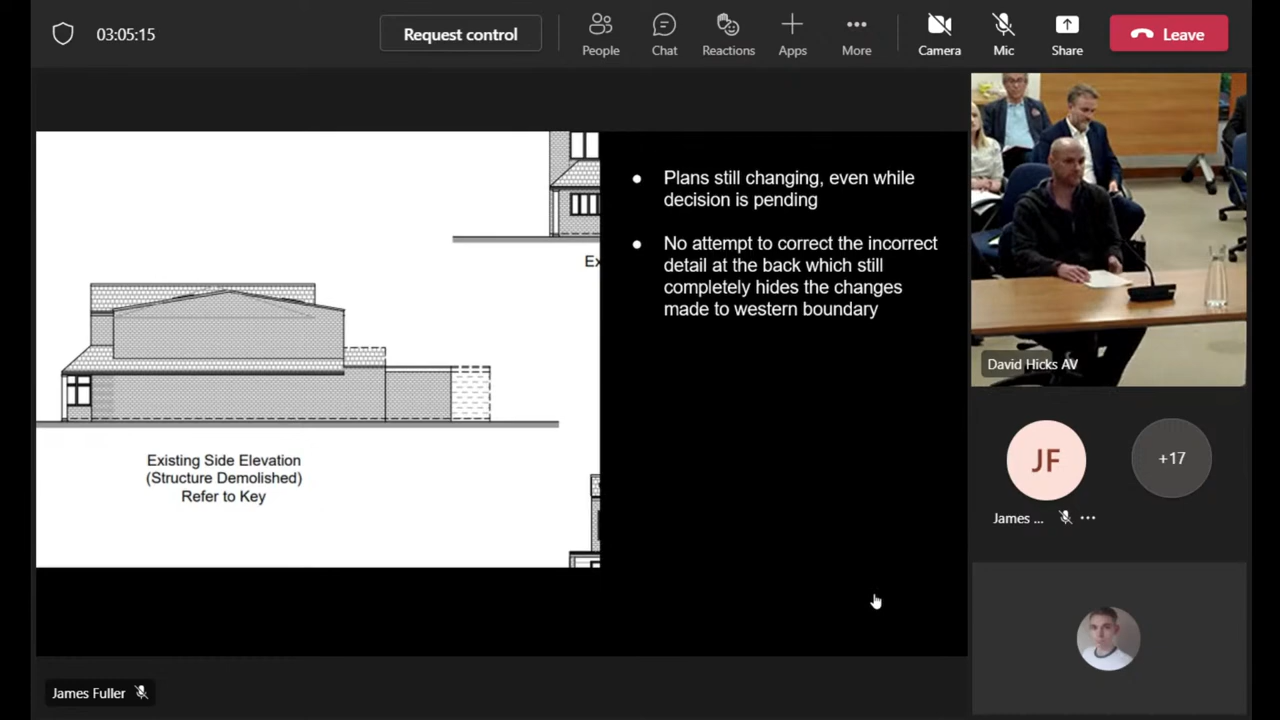 03:05:15
Request control
People
Chat
Reactions
Apps
More
Camera
Mic
Share
Leave
Plans still changing, even while
decision is pending
No attempt to correct the incorrect
detail at the back which still
completely hides the changes
made to western boundary
Ex
Existing Side Elevation
(Structure Demolished)
Refer to Key
David Hicks AV
JF
+17
James ...
James Fuller